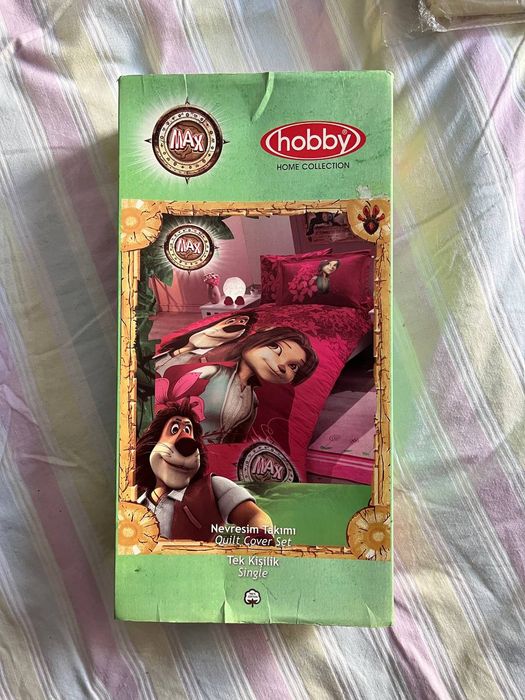 MAX
hobby®
HOME COLLECTION
MAX
MAX
Nevresim Takımı
Quilt Cover Set
Tek Kişilik
Single